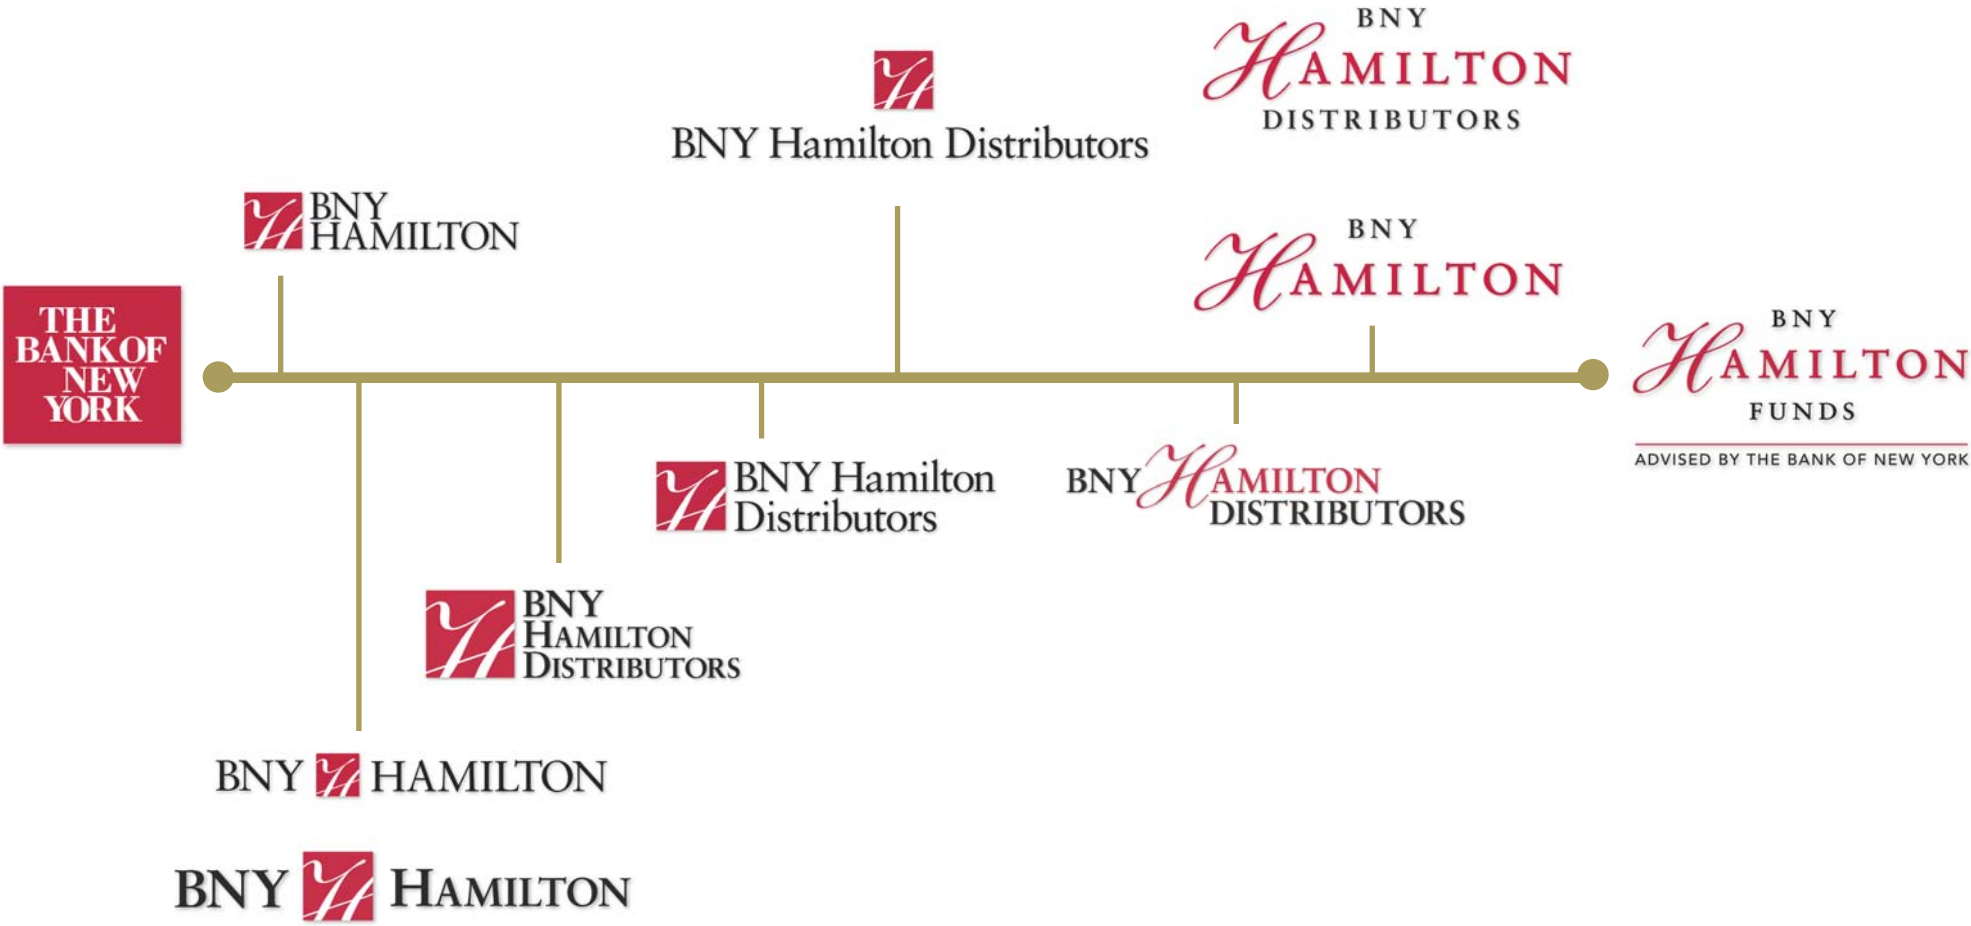 THE
BANK OF
NEW
YORK
BNY
HAMILTON
BNY HAMILTON
BNY HAMILTON
BNY
HAMILTON
DISTRIBUTORS
BNY Hamilton
Distributors
BNY Hamilton Distributors
BNY HAMILTON
DISTRIBUTORS
BNY
HAMILTON
DISTRIBUTORS
BNY
HAMILTON
BNY
HAMILTON
FUNDS
ADVISED BY THE BANK OF NEW YORK